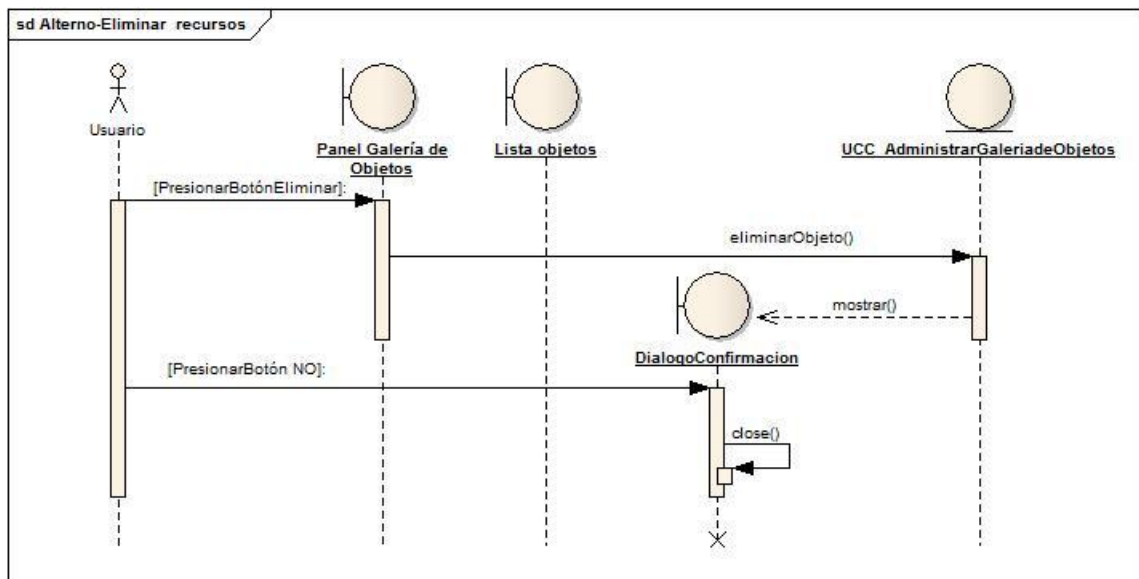 sd Alterno-Eliminar recursos
Usuario
Panel Galería de
Objetos
Lista objetos
UCC_AdministrarGaleriadeObjetos
[PresionarBotónEliminar]:
eliminarObjeto()
mostrar()
DialogoConfirmacion
[PresionarBotón NO]:
close()